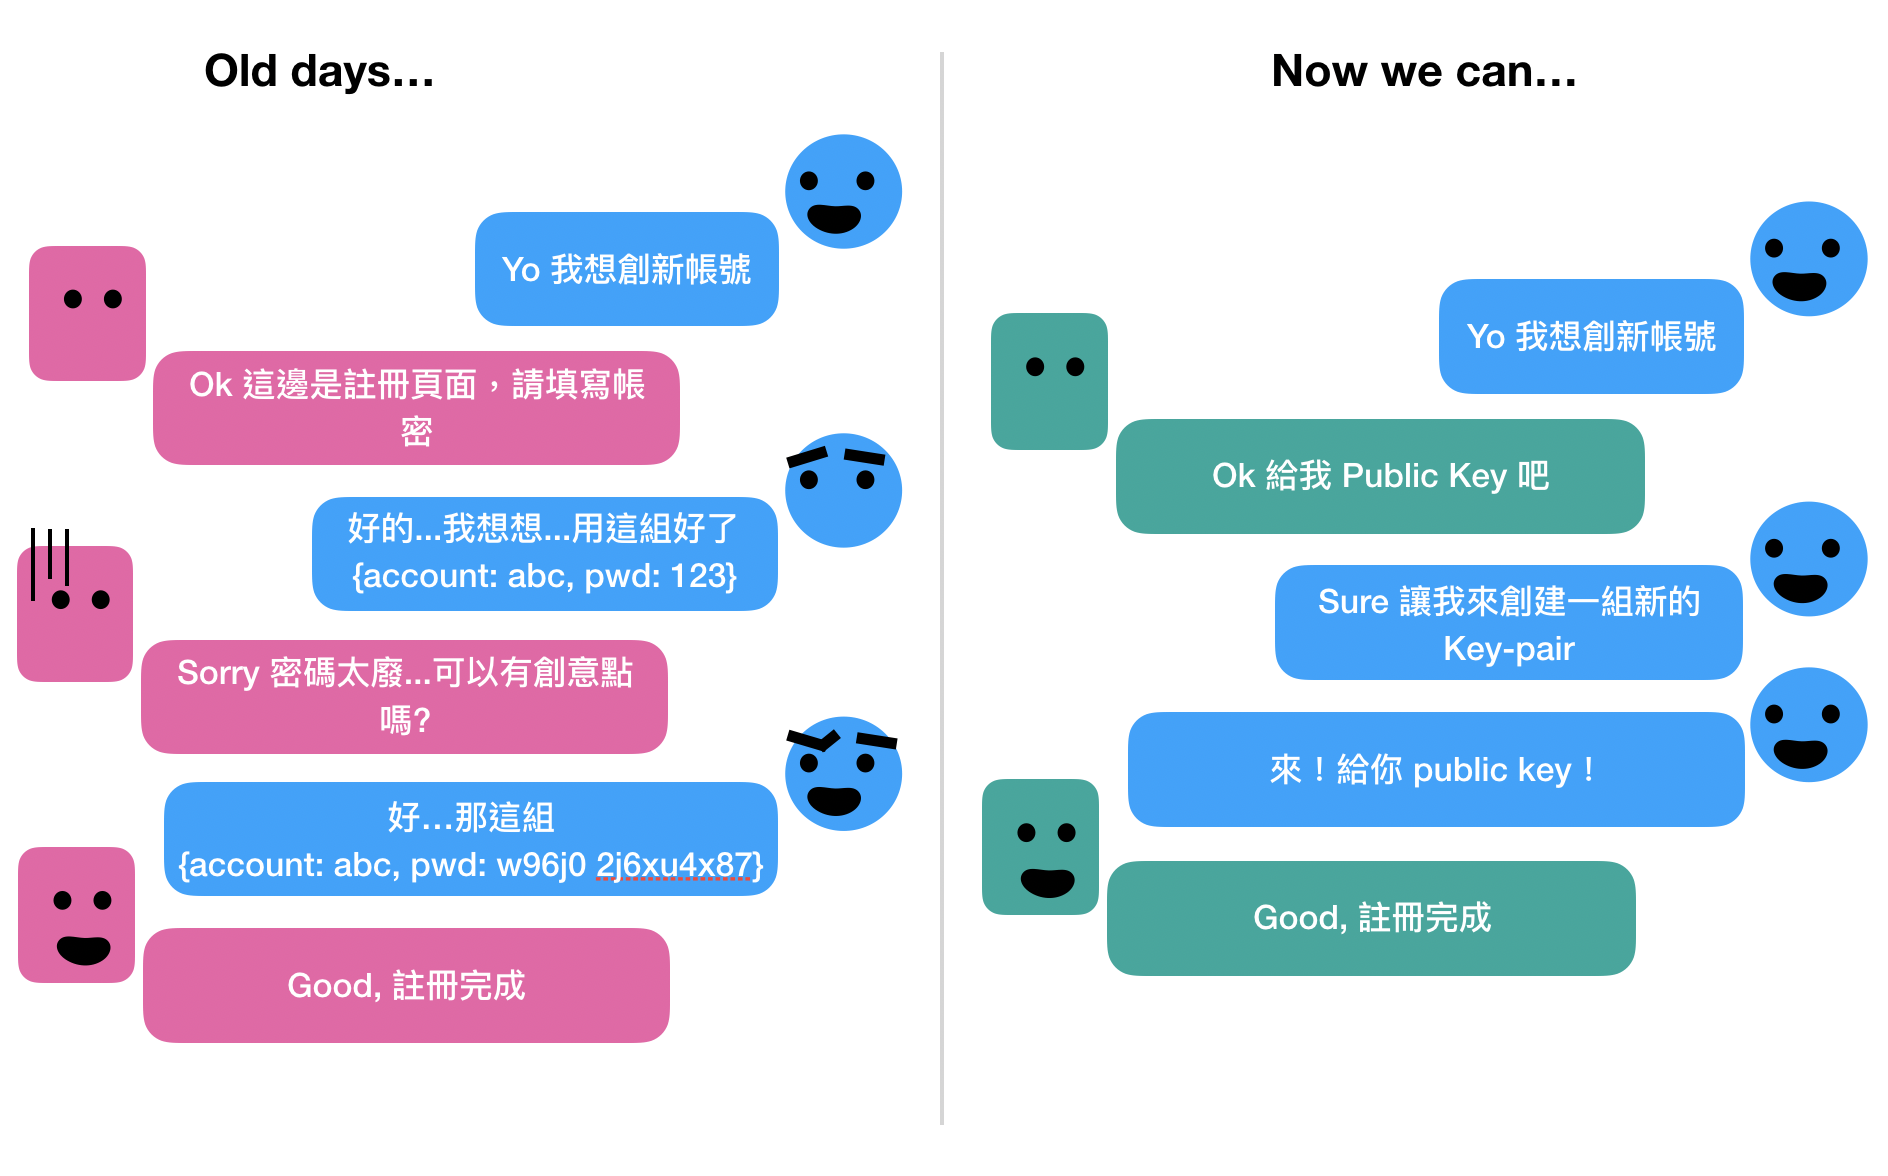 Old days...
Yo 我想創新帳號
Ok 這邊是註冊頁面，請填寫帳
密
好的...我想想...用這組好了
{account: abc, pwd: 123}
Sorry 密碼太廢...可以有創意點
嗎?
好...那這組
{account: abc, pwd: w96j0 2j6xu4x87}
Good, 註冊完成
Now we can...
Yo 我想創新帳號
Ok 給我 Public Key 吧
Sure 讓我來創建一組新的
Key-pair
來！給你 public key！
Good, 註冊完成